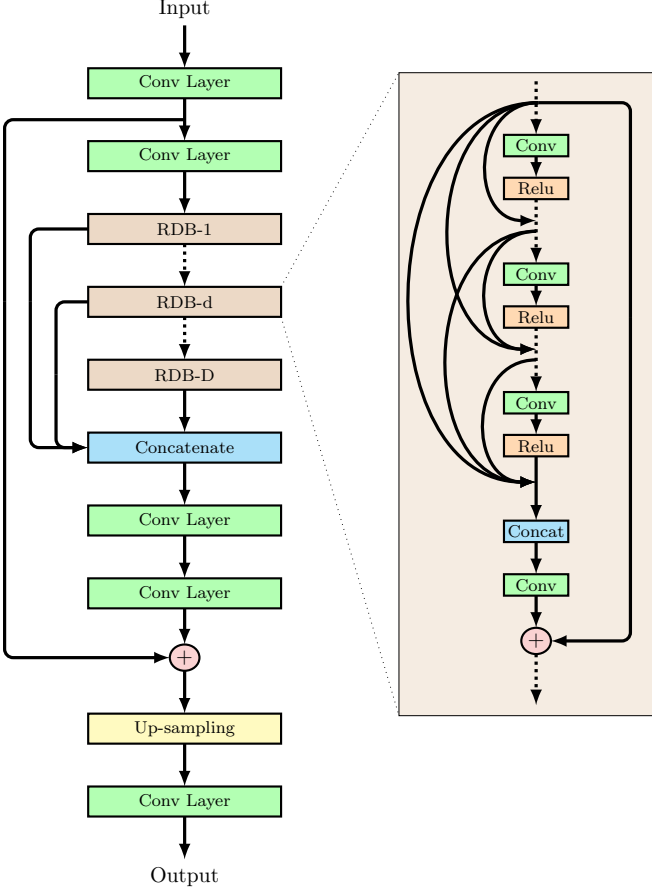 Input
Conv Layer
Conv Layer
RDB-1
RDB-d
RDB-D
Concatenate
Conv Layer
Conv Layer
+
Up-sampling
Conv Layer
Output
Conv
Relu
Conv
Relu
Conv
Relu
Concat
Conv
+